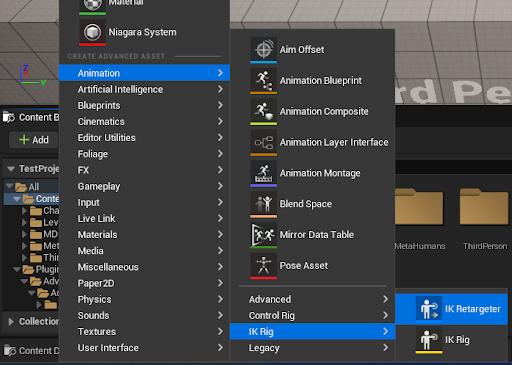 Material
Niagara System
CREATE ADVANCED ASSET
Animation
Artificial Intelligence
Blueprints
Cinematics
Editor Utilities
Foliage
FX
Gameplay
Input
Live Link
Materials
Media
Miscellaneous
Paper2D
Physics
Sounds
Textures
User Interface
Aim Offset
Animation Blueprint
Animation Composite
Animation Layer Interface
Animation Montage
Blend Space
Mirror Data Table
Pose Asset
Advanced
Control Rig
IK Rig
Legacy
IK Retargeter
IK Rig
Z
Y
rd Pe
Content B
Add
TestProje
All
Conte
Cha
Leve
MD
Met
Thir
Plugin
Adv
Ad
Collection
Content D
MetaHumans
ThirdPerson